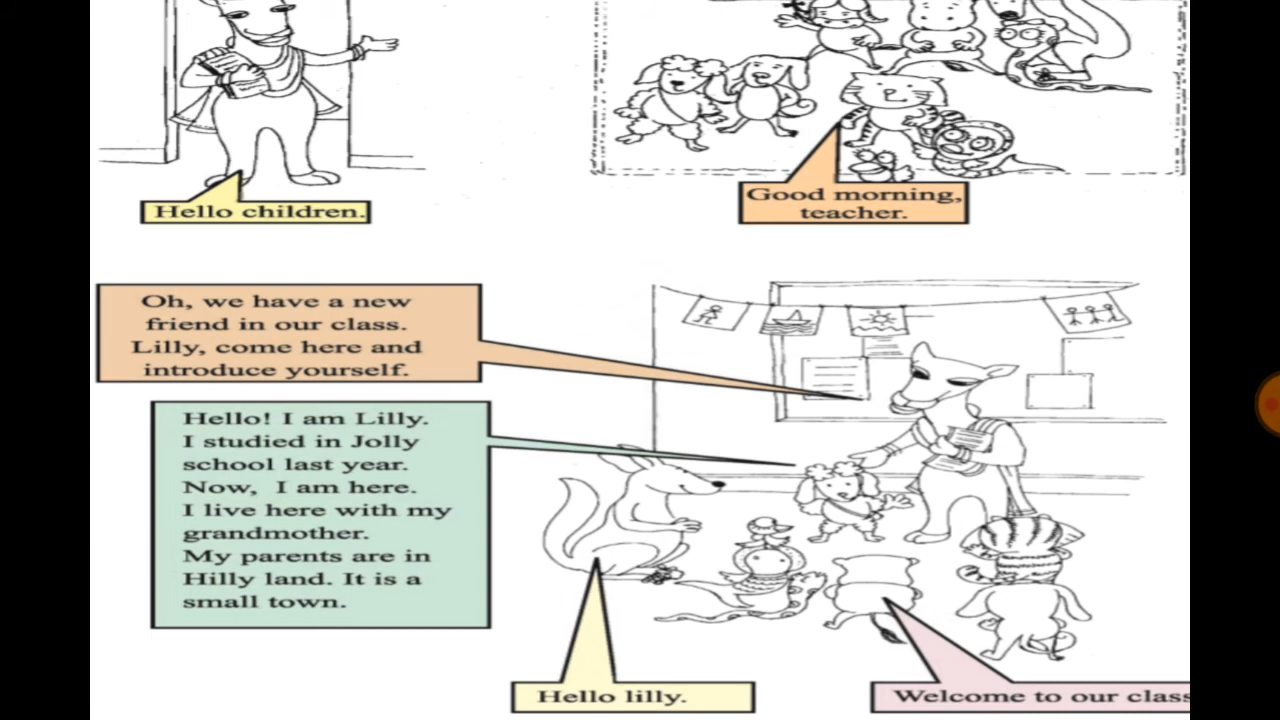 Hello children.
Good morning,
teacher.
Oh, we have a new
friend in our class.
Lilly, come here and
introduce yourself.
Hello! I am Lilly.
I studied in Jolly
school last year.
Now, I am here.
I live here with my
grandmother.
My parents are in
Hilly land. It is a
small town.
Hello lilly.
Welcome to our class